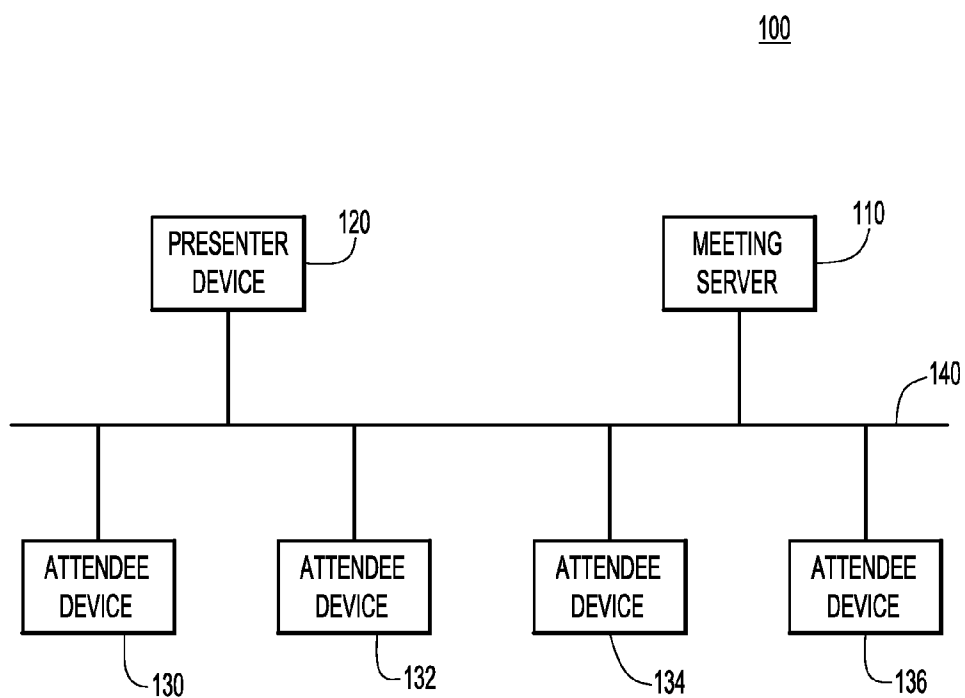 100
PRESENTER
DEVICE
120
MEETING
SERVER
110
140
ATTENDEE
DEVICE
130
ATTENDEE
DEVICE
132
ATTENDEE
DEVICE
134
ATTENDEE
DEVICE
136